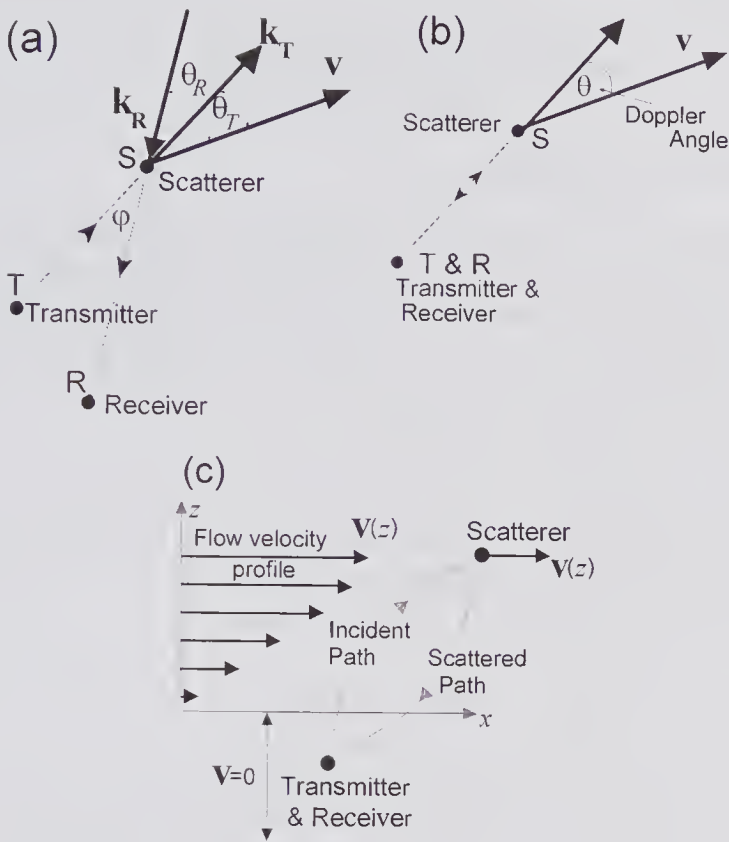 (a)
k_T
θ_R
v
k_R
θ_T
S
Scatterer
φ
T
Transmitter
R
Receiver
(b)
v
θ
Scatterer
S
Doppler
Angle
T & R
Transmitter &
Receiver
(c)
z
Flow velocity
V(z)
Scatterer
profile
V(z)
Incident
Path
Scattered
Path
x
V=0
Transmitter
& Receiver